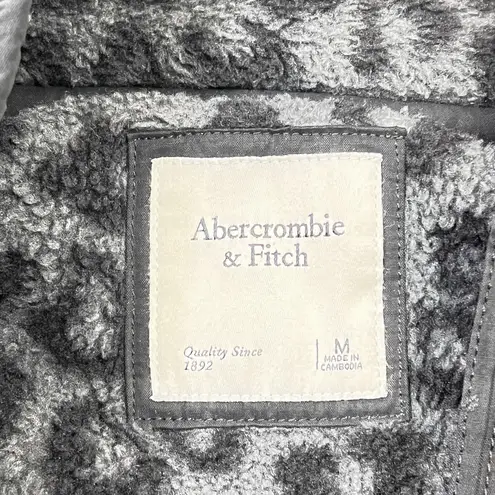 Abercrombie
& Fitch
Quality Since
1892
M
MADE IN
CAMBODIA